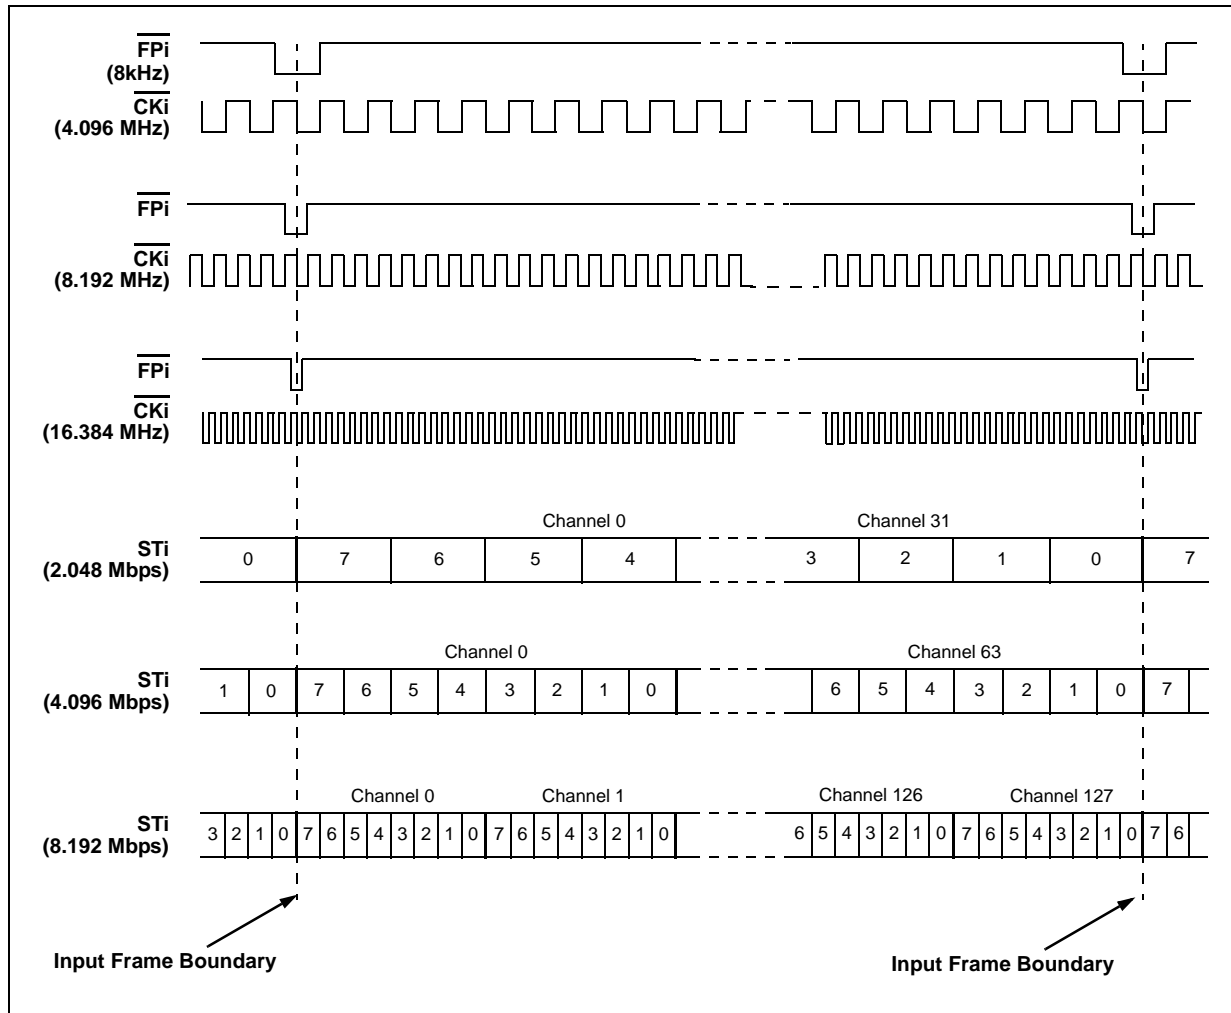 FPi
(8kHz)
CKi
(4.096 MHz)
FPi
CKi
(8.192 MHz)
FPi
CKi
(16.384 MHz)
Channel 0 Channel 31
STi
(2.048 Mbps)
0 7 6 5 4 3 2 1 0 7
Channel 0 Channel 63
STi
(4.096 Mbps)
1 0 7 6 5 4 3 2 1 0 6 5 4 3 2 1 0 7
Channel 0 Channel 1 Channel 126 Channel 127
STi
(8.192 Mbps)
3 2 1 0 7 6 5 4 3 2 1 0 7 6 5 4 3 2 1 0 6 5 4 3 2 1 0 7 6 5 4 3 2 1 0 7 6
Input Frame Boundary
Input Frame Boundary